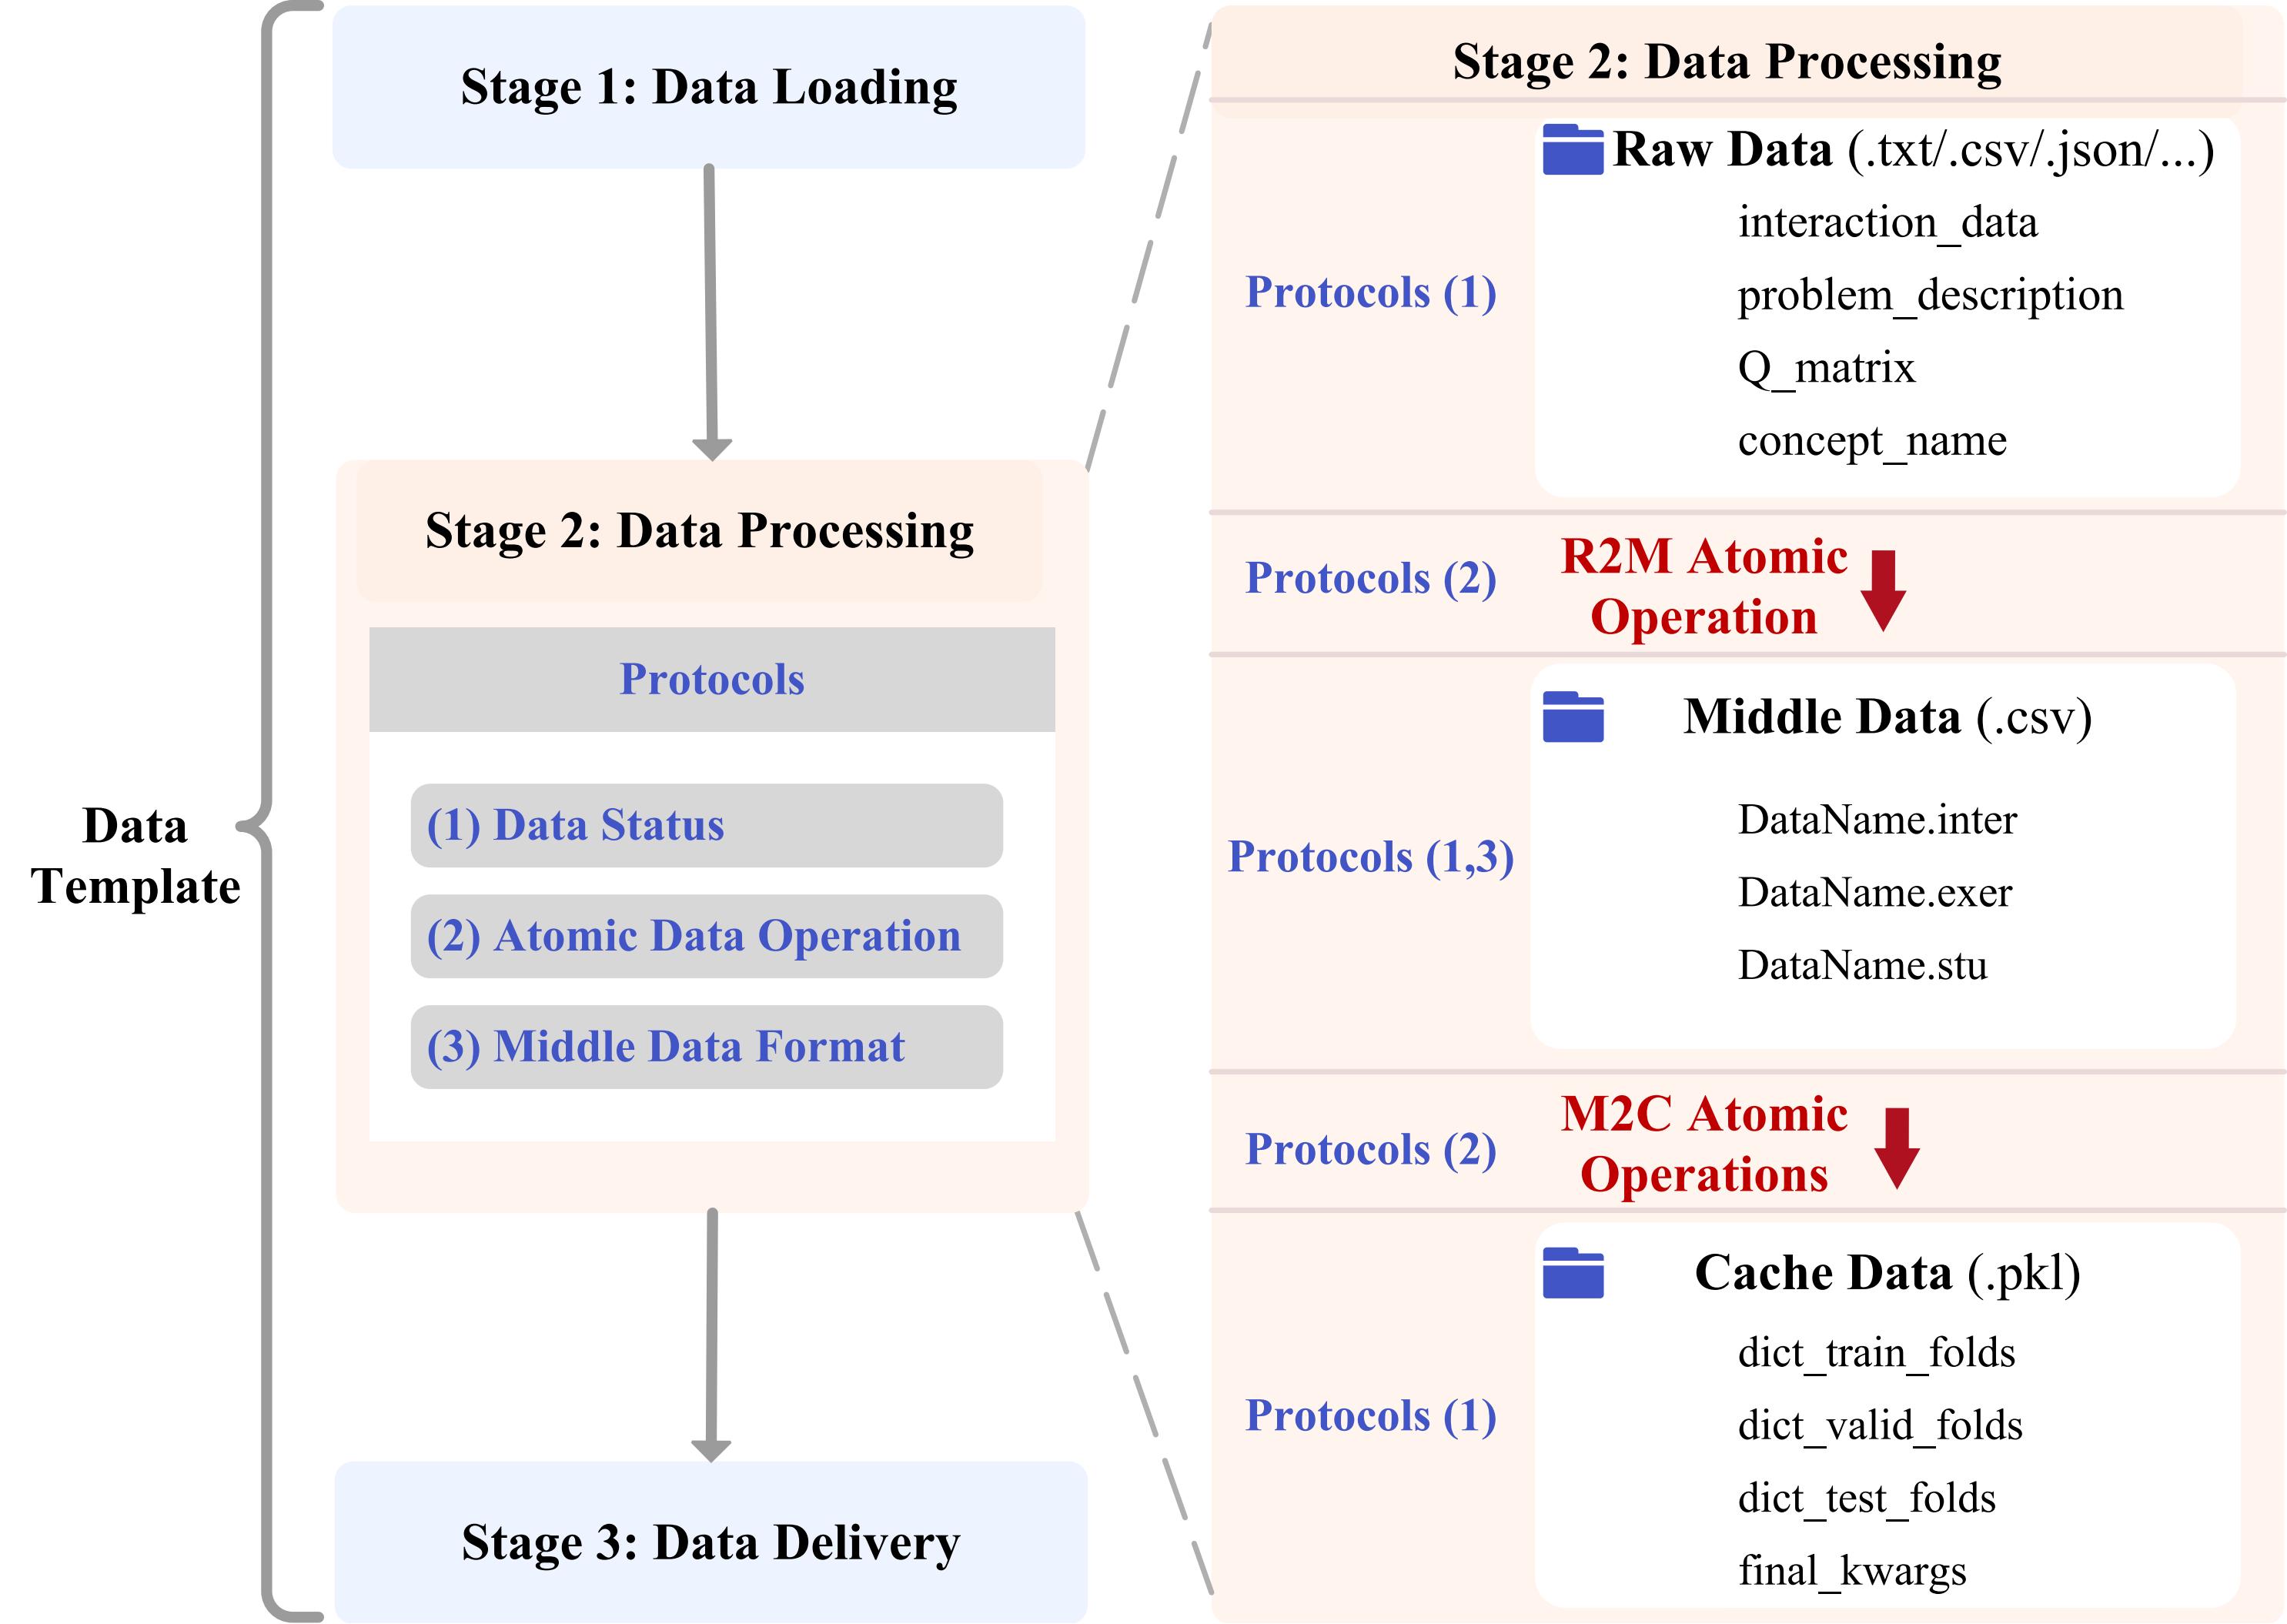 Data
Template
Stage 1: Data Loading
Stage 2: Data Processing
Protocols
(1) Data Status
(2) Atomic Data Operation
(3) Middle Data Format
Stage 3: Data Delivery
Stage 2: Data Processing
Protocols (1)
Raw Data (.txt/.csv/.json/...)
interaction_data
problem_description
Q_matrix
concept_name
Protocols (2)
R2M Atomic
Operation
Protocols (1,3)
Middle Data (.csv)
DataName.inter
DataName.exer
DataName.stu
Protocols (2)
M2C Atomic
Operations
Protocols (1)
Cache Data (.pkl)
dict_train_folds
dict_valid_folds
dict_test_folds
final_kwargs